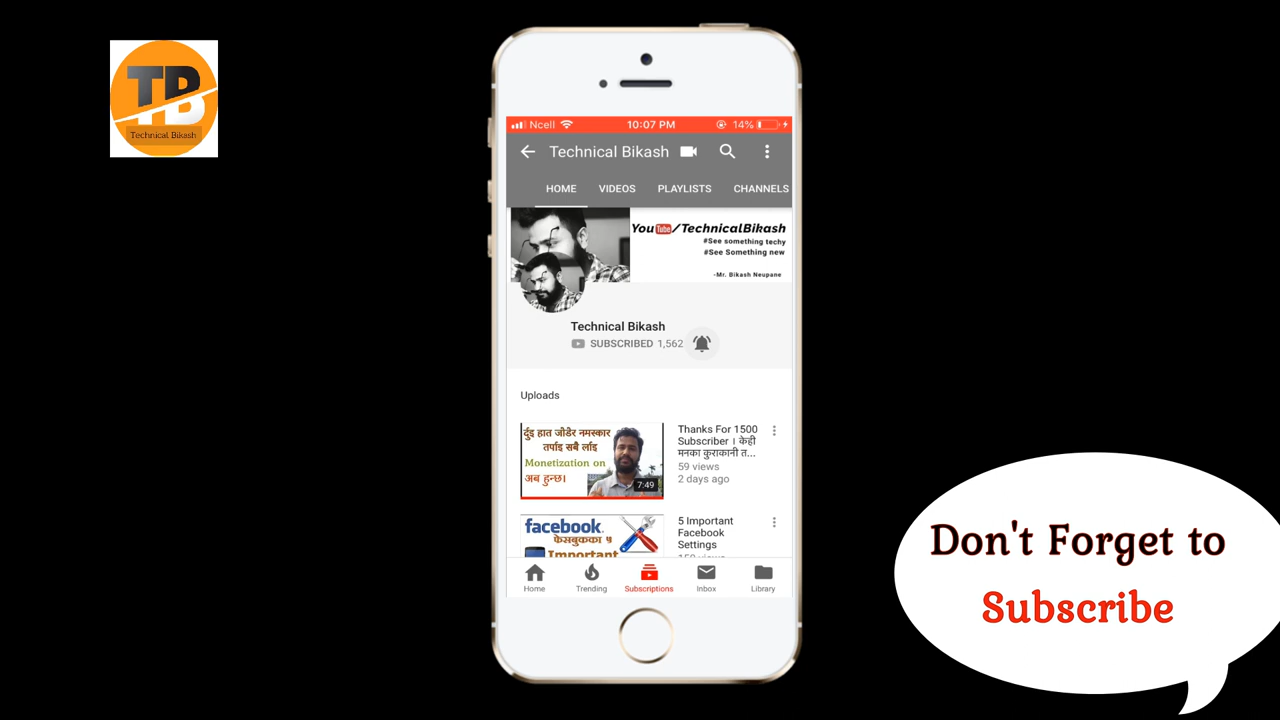 TB
Technical Bikash
Ncell
10:07 PM
14%
Technical Bikash
HOME VIDEOS PLAYLISTS CHANNELS
YouTube/TechnicalBikash
#See something techy
#See Something new
-Mr. Bikash Neupane
Technical Bikash
SUBSCRIBED 1,562
Uploads
दुई हात जोडेर नमस्कार
तपाई सबै लाई
Monetization on
अब हुन्छ।
7:49
Thanks For 1500
Subscriber । केही
मनका कुराकानी त...
59 views
2 days ago
facebook.
फेसबुकका ५
Important
5 Important
Facebook
Settings
Home Trending Subscriptions Inbox Library
Don't Forget to
Subscribe